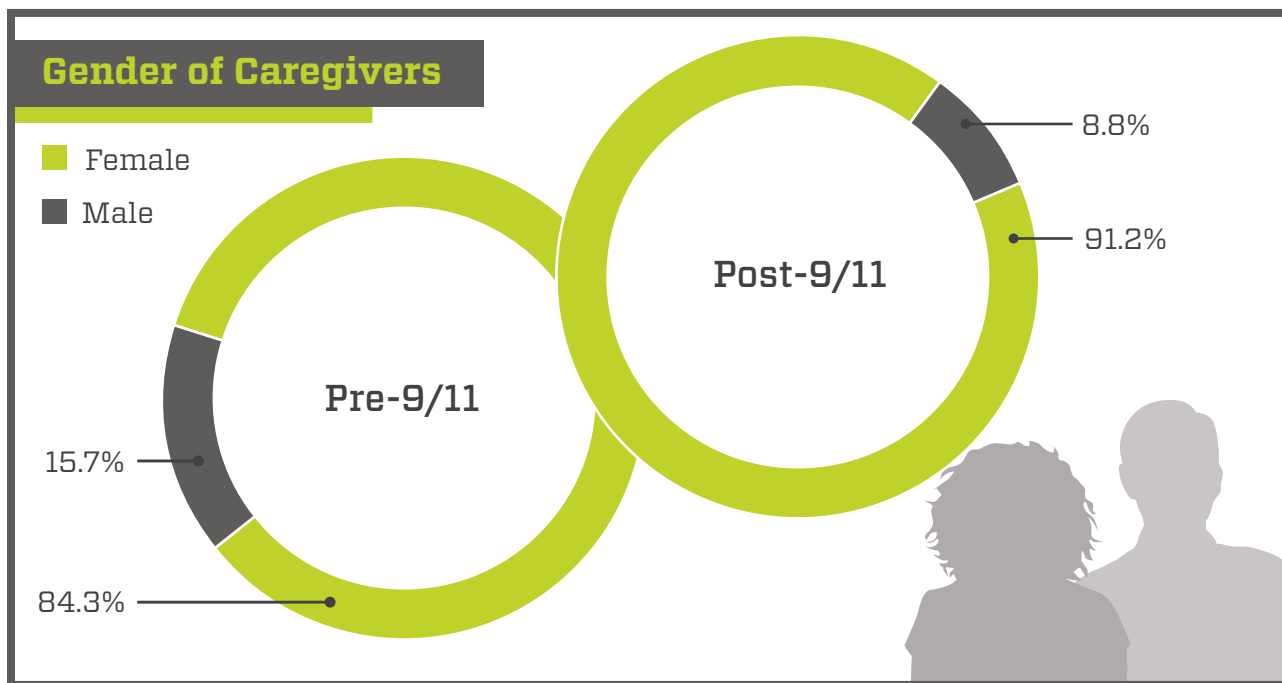 Gender of Caregivers
Female
Male
Pre-9/11
15.7%
84.3%
Post-9/11
8.8%
91.2%